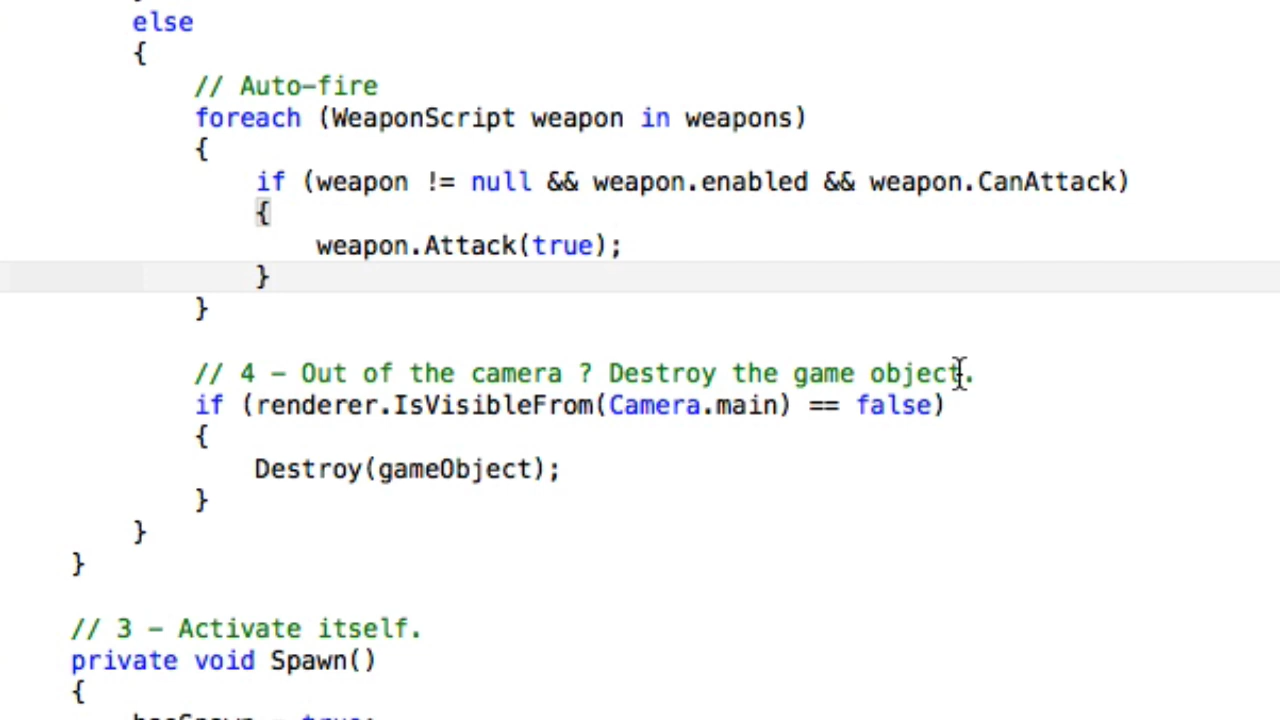 else
{
// Auto-fire
foreach (WeaponScript weapon in weapons)
{
if (weapon != null && weapon.enabled && weapon.CanAttack)
{
weapon.Attack(true);
}
}
// 4 - Out of the camera ? Destroy the game object.
if (renderer.IsVisibleFrom(Camera.main) == false)
{
Destroy(gameObject);
}
}
}
// 3 - Activate itself.
private void Spawn()
{